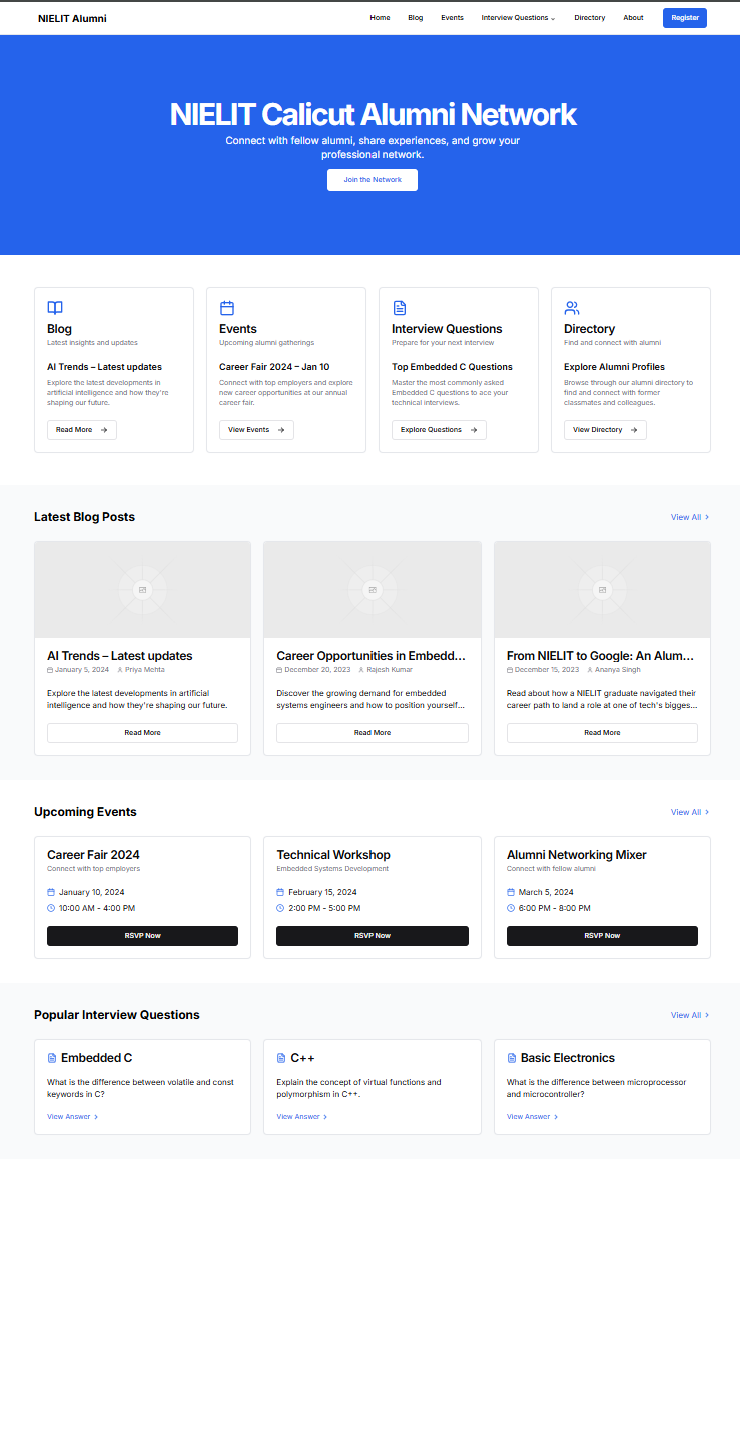 NIELIT Alumni
Home Blog Events Interview Questions Directory About Register
NIELIT Calicut Alumni Network
Connect with fellow alumni, share experiences, and grow your
professional network.
Join the Network
Blog
Latest insights and updates
AI Trends – Latest updates
Explore the latest developments in
artificial intelligence and how they're
shaping our future.
Read More
Events
Upcoming alumni gatherings
Career Fair 2024 – Jan 10
Connect with top employers and explore
new career opportunities at our annual
career fair.
View Events
Interview Questions
Prepare for your next interview
Top Embedded C Questions
Master the most commonly asked
Embedded C questions to ace your
technical interviews.
Explore Questions
Directory
Find and connect with alumni
Explore Alumni Profiles
Browse through our alumni directory to
find and connect with former
classmates and colleagues.
View Directory
Latest Blog Posts
View All
AI Trends – Latest updates
January 5, 2024 Priya Mehta
Explore the latest developments in artificial
intelligence and how they're shaping our future.
Read More
Career Opportunities in Embedd...
December 20, 2023 Rajesh Kumar
Discover the growing demand for embedded
systems engineers and how to position yourself...
Read More
From NIELIT to Google: An Alum...
December 15, 2023 Ananya Singh
Read about how a NIELIT graduate navigated their
career path to land a role at one of tech's bigges...
Read More
Upcoming Events
View All
Career Fair 2024
Connect with top employers
January 10, 2024
10:00 AM - 4:00 PM
RSVP Now
Technical Workshop
Embedded Systems Development
February 15, 2024
2:00 PM - 5:00 PM
RSVP Now
Alumni Networking Mixer
Connect with fellow alumni
March 5, 2024
6:00 PM - 8:00 PM
RSVP Now
Popular Interview Questions
View All
Embedded C
What is the difference between volatile and const
keywords in C?
View Answer
C++
Explain the concept of virtual functions and
polymorphism in C++.
View Answer
Basic Electronics
What is the difference between microprocessor
and microcontroller?
View Answer